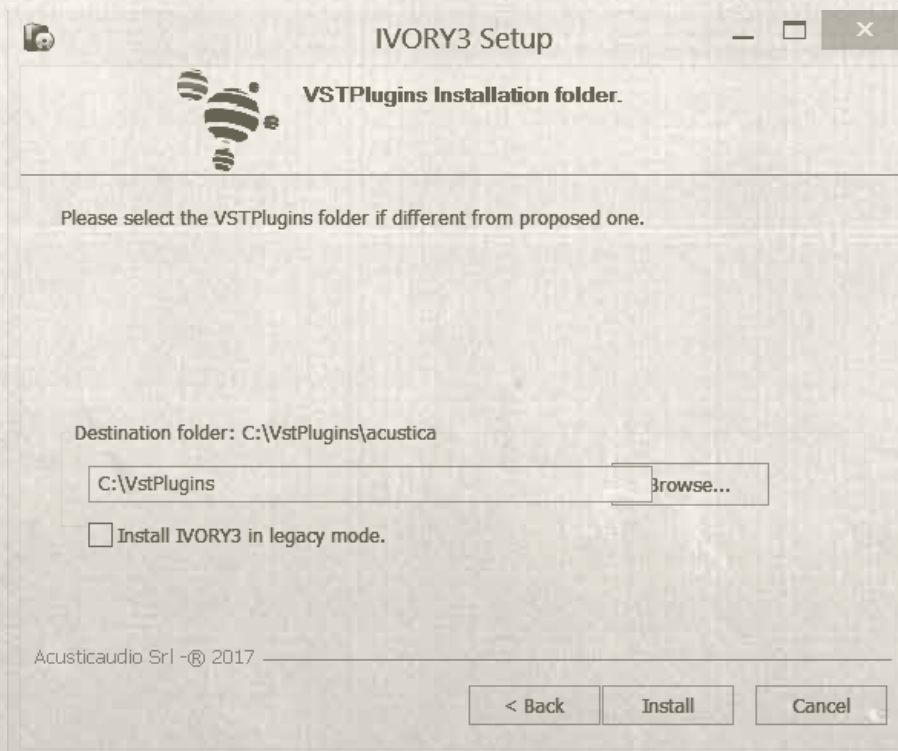 IVORY3 Setup
VSTPlugins Installation folder.
Please select the VSTPlugins folder if different from proposed one.
Destination folder: C:\VstPlugins\acustica
C:\VstPlugins
Browse...
Install IVORY3 in legacy mode.
Acusticaudio Srl -® 2017
< Back Install Cancel